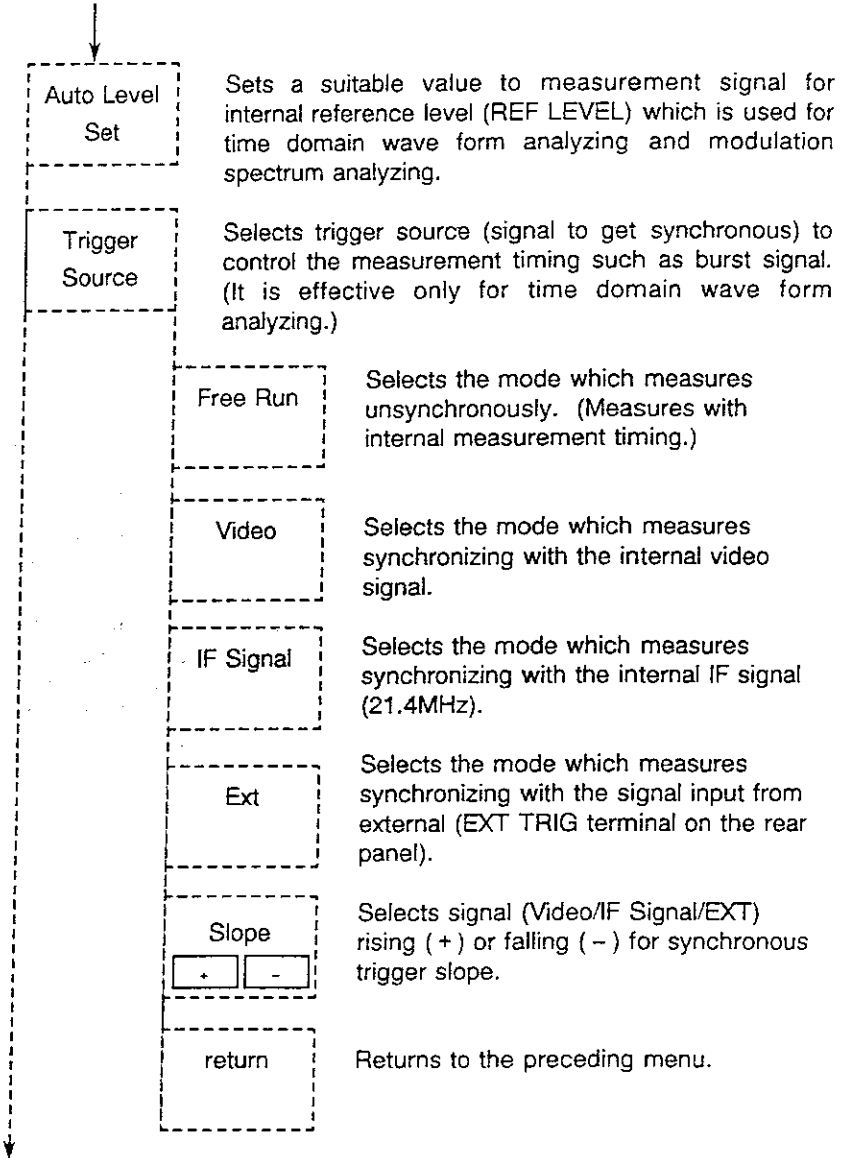 Auto Level
Set
Sets a suitable value to measurement signal for
internal reference level (REF LEVEL) which is used for
time domain wave form analyzing and modulation
spectrum analyzing.
Trigger
Source
Selects trigger source (signal to get synchronous) to
control the measurement timing such as burst signal.
(It is effective only for time domain wave form
analyzing.)
Free Run
Selects the mode which measures
unsynchronously. (Measures with
internal measurement timing.)
Video
Selects the mode which measures
synchronizing with the internal video
signal.
IF Signal
Selects the mode which measures
synchronizing with the internal IF signal
(21.4MHz).
Ext
Selects the mode which measures
synchronizing with the signal input from
external (EXT TRIG terminal on the rear
panel).
Slope
+ -
Selects signal (Video/IF Signal/EXT)
rising ( + ) or falling ( – ) for synchronous
trigger slope.
return
Returns to the preceding menu.